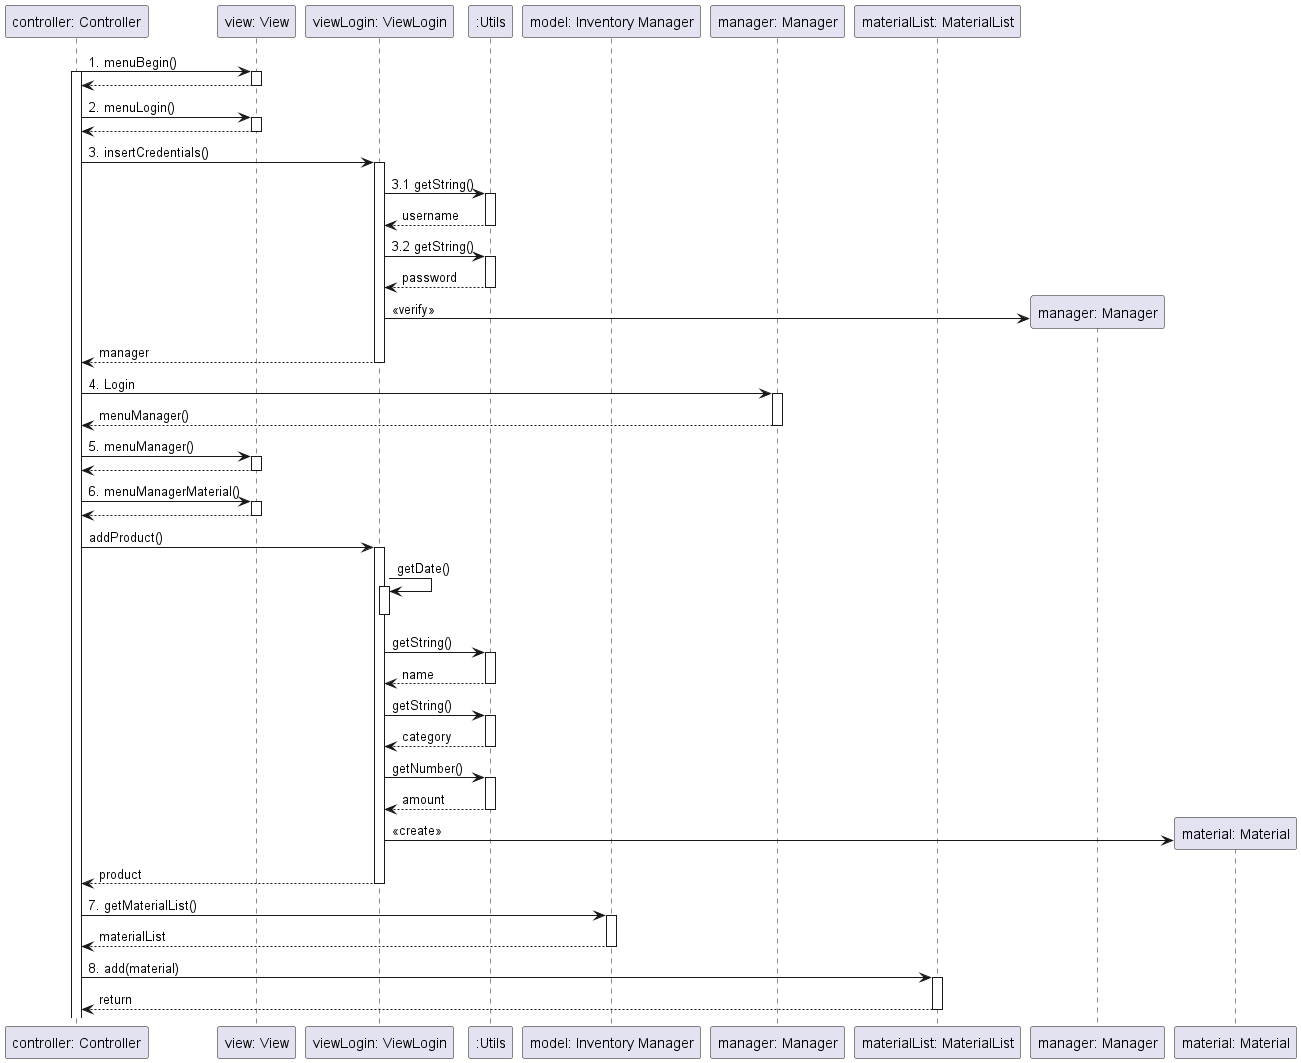 controller: Controller
view: View
viewLogin: ViewLogin
:Utils
model: Inventory Manager
manager: Manager
materialList: MaterialList
1. menuBegin()
2. menuLogin()
3. insertCredentials()
3.1 getString()
username
3.2 getString()
password
«verify»
manager: Manager
manager
4. Login
menuManager()
5. menuManager()
6. menuManagerMaterial()
addProduct()
getDate()
getString()
name
getString()
category
getNumber()
amount
«create»
material: Material
product
7. getMaterialList()
materialList
8. add(material)
return
controller: Controller
view: View
viewLogin: ViewLogin
:Utils
model: Inventory Manager
manager: Manager
materialList: MaterialList
manager: Manager
material: Material